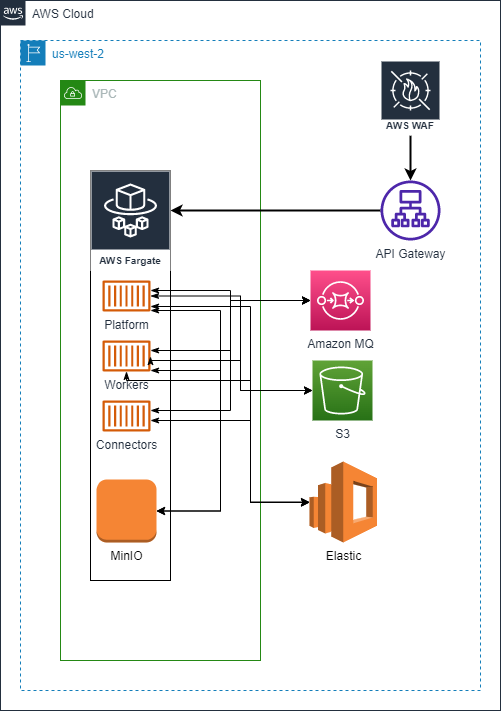 aws
AWS Cloud
us-west-2
VPC
AWS WAF
API Gateway
AWS Fargate
Platform
Amazon MQ
Workers
S3
Connectors
MinIO
Elastic